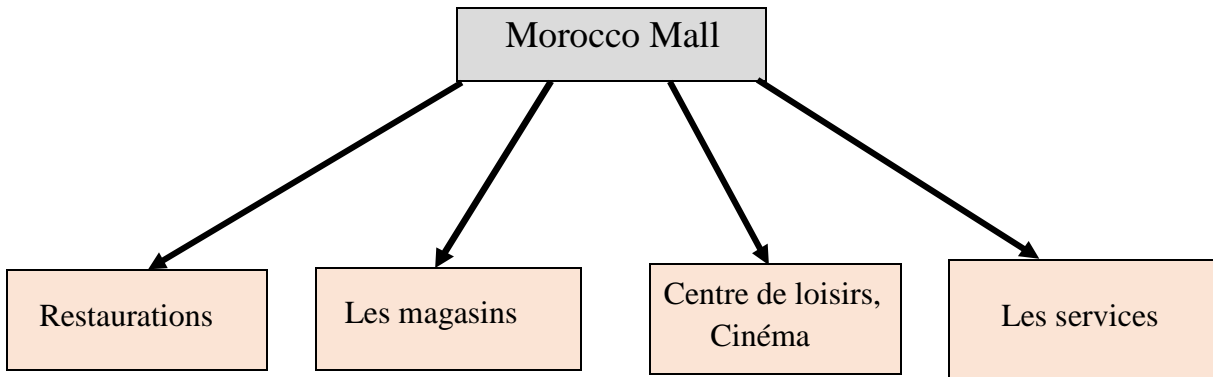 Morocco Mall
Restaurations
Les magasins
Centre de loisirs,
Cinéma
Les services